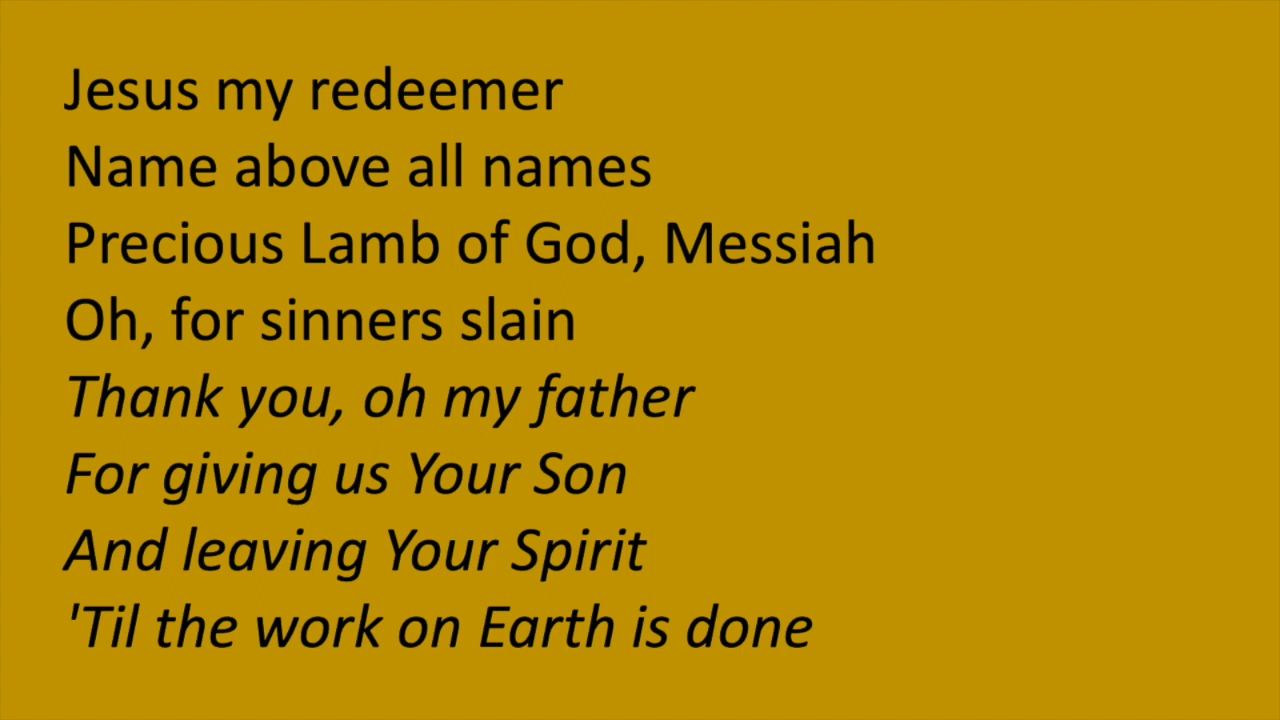 Jesus my redeemer
Name above all names
Precious Lamb of God, Messiah
Oh, for sinners slain
Thank you, oh my father
For giving us Your Son
And leaving Your Spirit
'Til the work on Earth is done